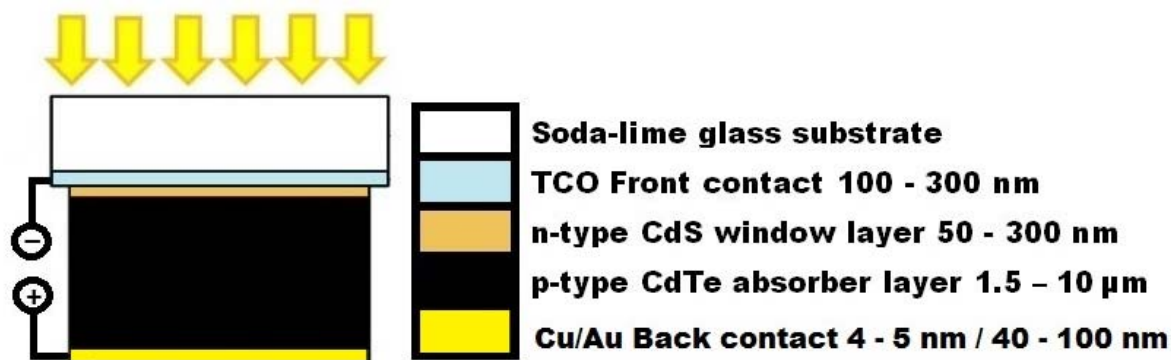 Soda-lime glass substrate
TCO Front contact 100 - 300 nm
n-type CdS window layer 50 - 300 nm
p-type CdTe absorber layer 1.5 – 10 µm
Cu/Au Back contact 4 - 5 nm / 40 - 100 nm
−
+